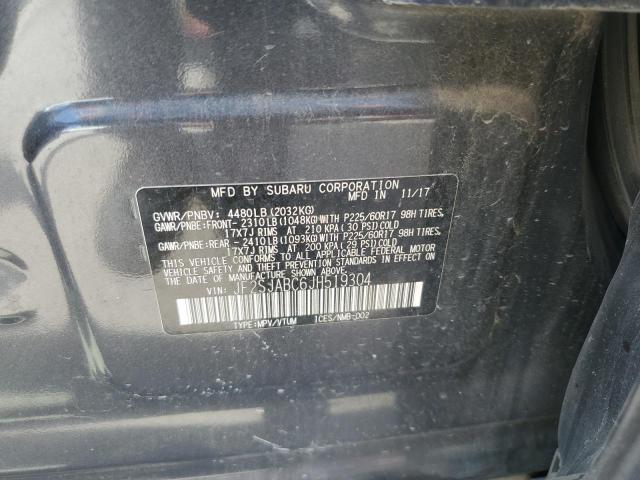 MFD BY SUBARU CORPORATION
MFD IN 11/17
GVWR/PNBV: 4480LB(2032KG)
GAWR/PNBE:FRONT- 2310LB(1048KG)WITH P225/60R17 98H TIRES.
17X7J RIMS AT 210 KPA( 30 PSI)COLD
GAWR/PNBE:REAR - 2410LB(1093KG)WITH P225/60R17 98H TIRES.
17X7J RIMS AT 200 KPA( 29 PSI)COLD
THIS VEHICLE CONFORMS TO ALL APPLICABLE FEDERAL MOTOR
VEHICLE SAFETY, BUMPER, AND THEFT PREVENTION STANDARDS
IN EFFECT ON THE DATE OF MANUFACTURE SHOWN ABOVE.
VIN: JF2SJABC6JH519304
TYPE:MPV/VTUM ICES/NMB-002